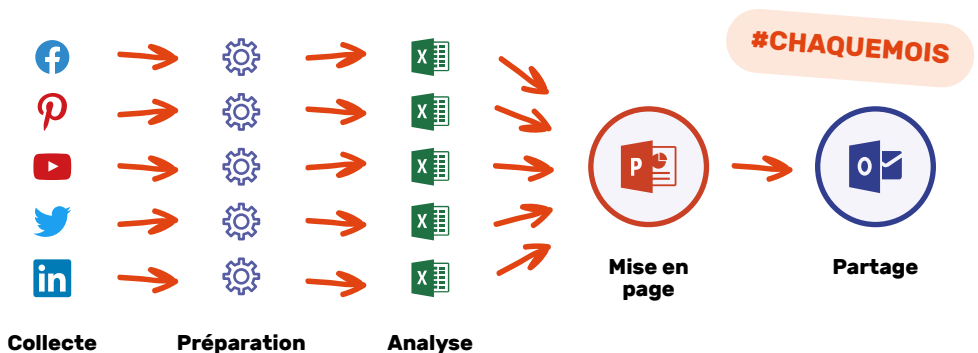 #CHAQUEMOIS
Mise en
page
Partage
Collecte
Préparation
Analyse